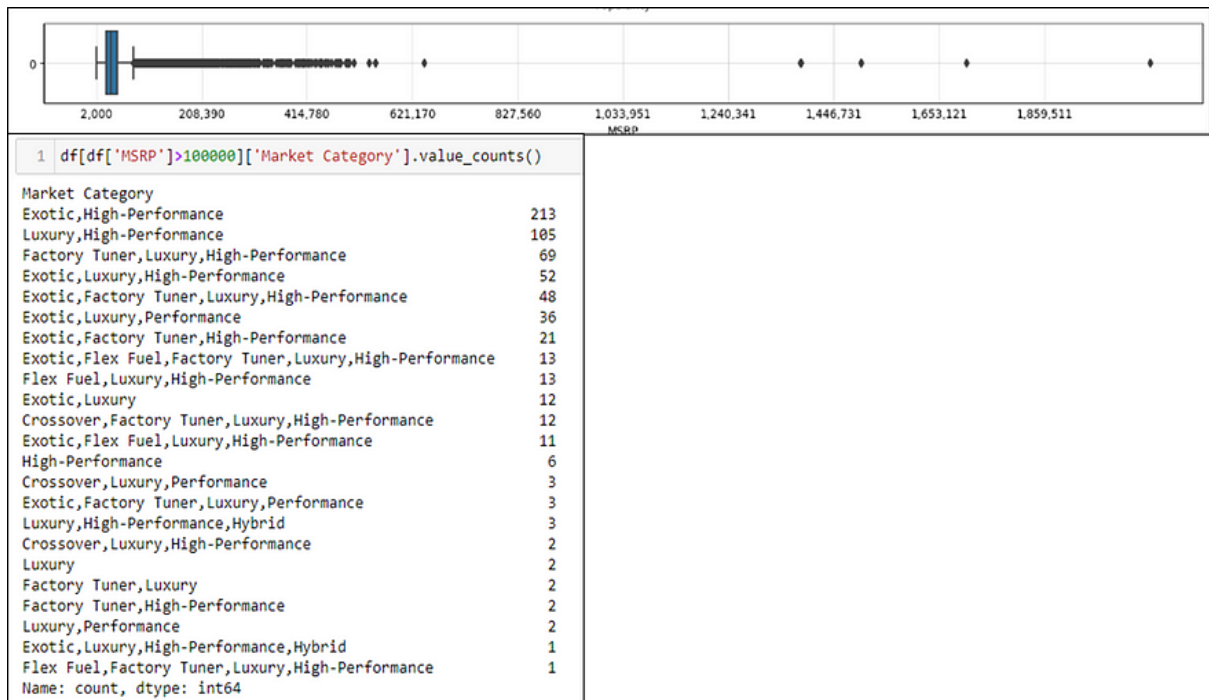 0
2,000 208,390 414,780 621,170 827,560 1,033,951 1,240,341 1,446,731 1,653,121 1,859,511
MSRP
1 df[df['MSRP']>100000]['Market Category'].value_counts()
Market Category
Exotic,High-Performance 213
Luxury,High-Performance 105
Factory Tuner,Luxury,High-Performance 69
Exotic,Luxury,High-Performance 52
Exotic,Factory Tuner,Luxury,High-Performance 48
Exotic,Luxury,Performance 36
Exotic,Factory Tuner,High-Performance 21
Exotic,Flex Fuel,Factory Tuner,Luxury,High-Performance 13
Flex Fuel,Luxury,High-Performance 13
Exotic,Luxury 12
Crossover,Factory Tuner,Luxury,High-Performance 12
Exotic,Flex Fuel,Luxury,High-Performance 11
High-Performance 6
Crossover,Luxury,Performance 3
Exotic,Factory Tuner,Luxury,Performance 3
Luxury,High-Performance,Hybrid 3
Crossover,Luxury,High-Performance 2
Luxury 2
Factory Tuner,Luxury 2
Factory Tuner,High-Performance 2
Luxury,Performance 2
Exotic,Luxury,High-Performance,Hybrid 1
Flex Fuel,Factory Tuner,Luxury,High-Performance 1
Name: count, dtype: int64